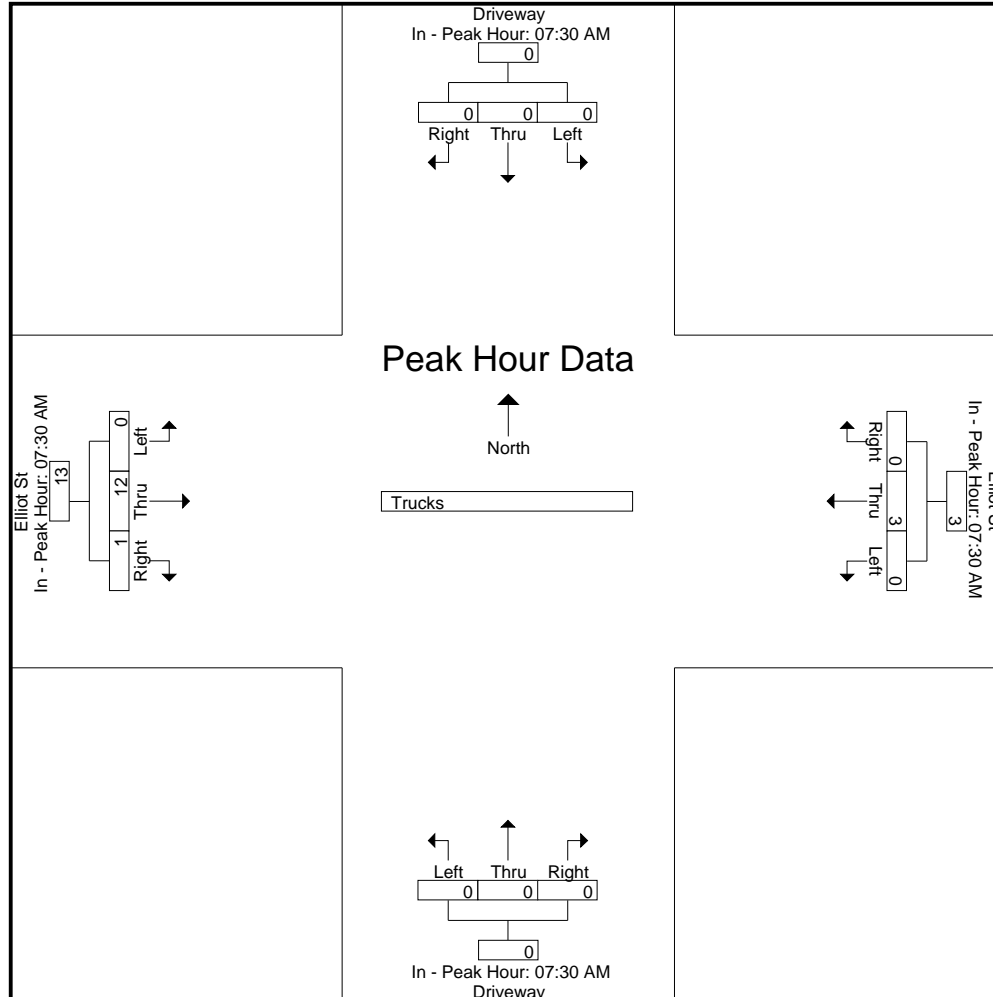 Driveway
In - Peak Hour: 07:30 AM
0
0 0 0
Right Thru Left
Peak Hour Data
North
Trucks
Elliot St
In - Peak Hour: 07:30 AM
13
0 12 1
Left Thru Right
Right Thru Left
0 3 0
3
In - Peak Hour: 07:30 AM
Elliot St
Left Thru Right
0 0 0
0
In - Peak Hour: 07:30 AM
Driveway